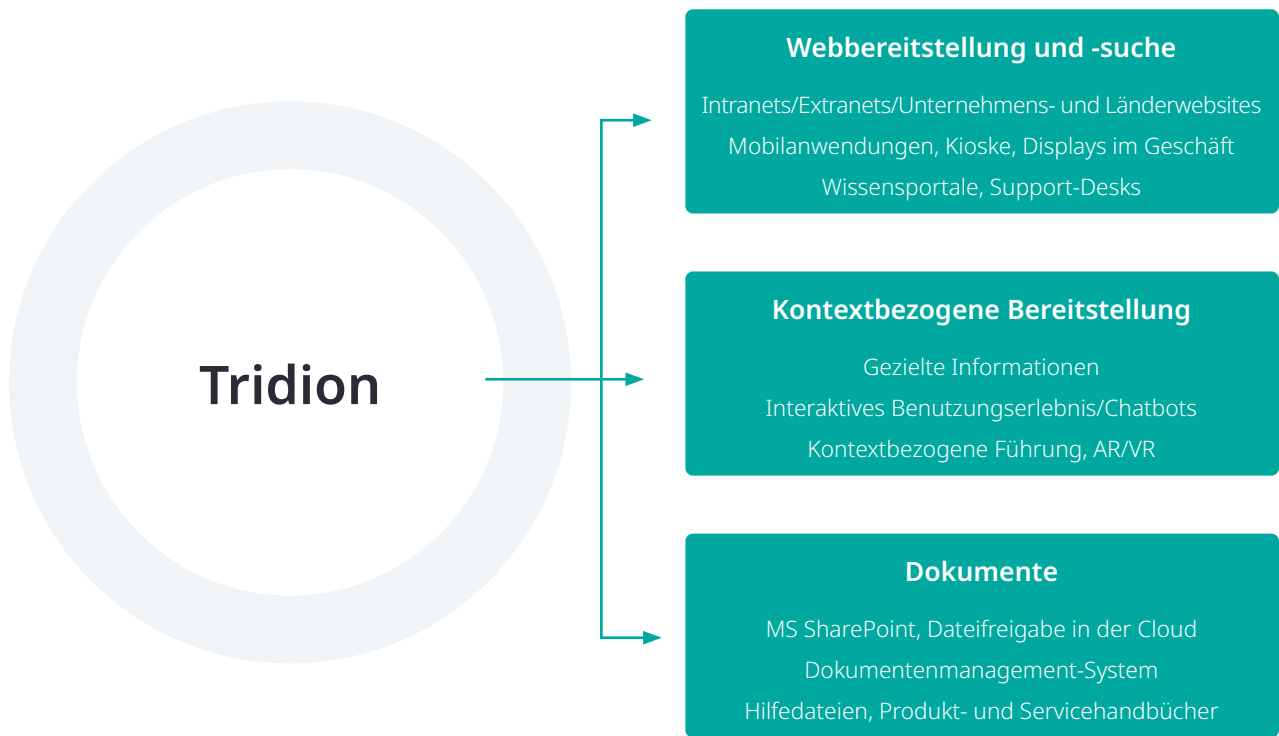 Tridion
Webbereitstellung und -suche
Intranets/Extranets/Unternehmens- und Länderwebsites
Mobilanwendungen, Kioske, Displays im Geschäft
Wissensportale, Support-Desks
Kontextbezogene Bereitstellung
Gezielte Informationen
Interaktives Benutzungserlebnis/Chatbots
Kontextbezogene Führung, AR/VR
Dokumente
MS SharePoint, Dateifreigabe in der Cloud
Dokumentenmanagement-System
Hilfedateien, Produkt- und Servicehandbücher